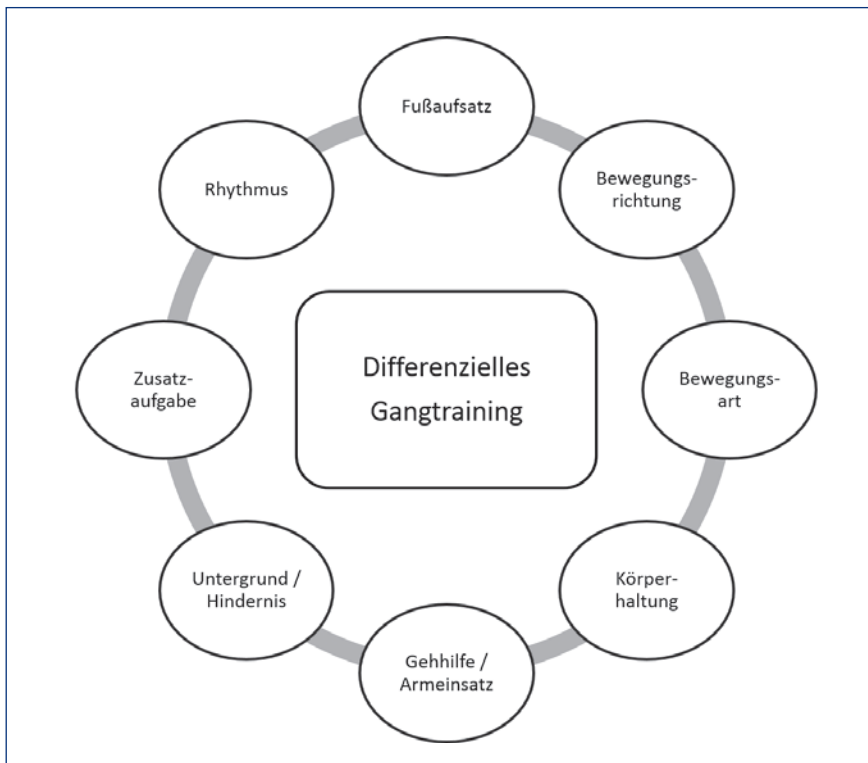 Fußaufsatz
Bewegungs-
richtung
Bewegungs-
art
Körper-
haltung
Gehhilfe /
Armeinsatz
Untergrund /
Hindernis
Zusatz-
aufgabe
Rhythmus
Differenzielles
Gangtraining